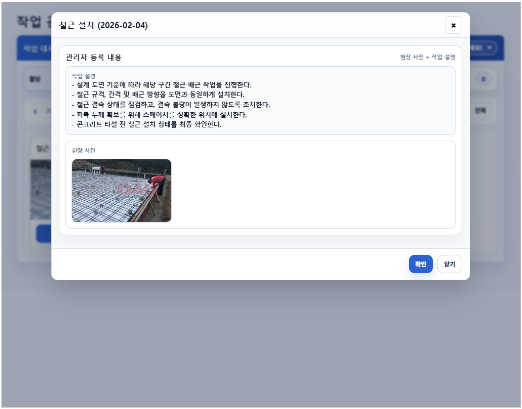 작업
철근 설치 (2026-02-04)
✖
작업 대시
관리자 등록 내용
현장 사진 + 작업 설명
작업 설명
- 설계 도면 기준에 따라 해당 구간 철근 배근 작업을 진행한다.
- 철근 규격, 간격 및 배근 방향을 도면과 동일하게 설치한다.
- 철근 결속 상태를 점검하고, 결속 불량이 발생하지 않도록 조치한다.
- 피복 두께 확보를 위해 스페이서를 정확한 위치에 설치한다.
- 콘크리트 타설 전 철근 설치 상태를 최종 확인한다.
현장 사진
확인
닫기